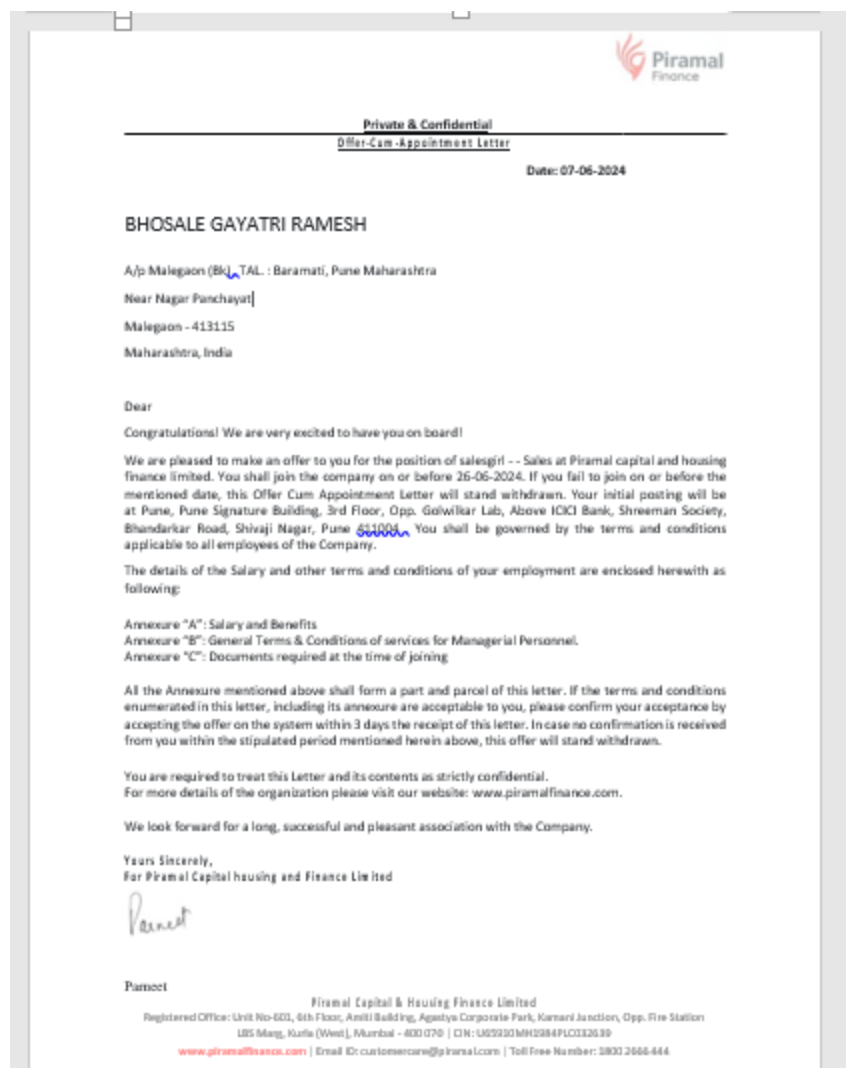 Piramal
Finance
Private & Confidential
Offer-Cum-Appointment Letter
Date: 07-06-2024
BHOSALE GAYATRI RAMESH
A/p Malegaon (Bk), TAL. : Baramati, Pune Maharashtra
Near Nagar Panchayat
Malegaon - 413115
Maharashtra, India
Dear
Congratulations! We are very excited to have you on board!
We are pleased to make an offer to you for the position of salesgirl - - Sales at Piramal capital and housing
finance limited. You shall join the company on or before 26-06-2024. If you fail to join on or before the
mentioned date, this Offer Cum Appointment Letter will stand withdrawn. Your initial posting will be
at Pune, Pune Signature Building, 3rd Floor, Opp. Golwilkar Lab, Above ICICI Bank, Shreeman Society,
Bhandarkar Road, Shivaji Nagar, Pune 411004. You shall be governed by the terms and conditions
applicable to all employees of the Company.
The details of the Salary and other terms and conditions of your employment are enclosed herewith as
following:
Annexure "A": Salary and Benefits
Annexure "B": General Terms & Conditions of services for Managerial Personnel.
Annexure "C": Documents required at the time of joining
All the Annexure mentioned above shall form a part and parcel of this letter. If the terms and conditions
enumerated in this letter, including its annexure are acceptable to you, please confirm your acceptance by
accepting the offer on the system within 3 days the receipt of this letter. In case no confirmation is received
from you within the stipulated period mentioned herein above, this offer will stand withdrawn.
You are required to treat this Letter and its contents as strictly confidential.
For more details of the organization please visit our website: www.piramalfinance.com.
We look forward for a long, successful and pleasant association with the Company.
Yours Sincerely,
For Piramal Capital housing and Finance Limited
Parneet
Parneet
Piramal Capital & Housing Finance Limited
Registered Office: Unit No-601, 6th Floor, Amiti Building, Agastya Corporate Park, Kamani Junction, Opp. Fire Station
LBS Marg, Kurla (West), Mumbai - 400070 | CIN: U65910MH1984PLC032639
www.piramalfinance.com | Email ID: customercare@piramal.com | Toll Free Number: 1800 2666 444